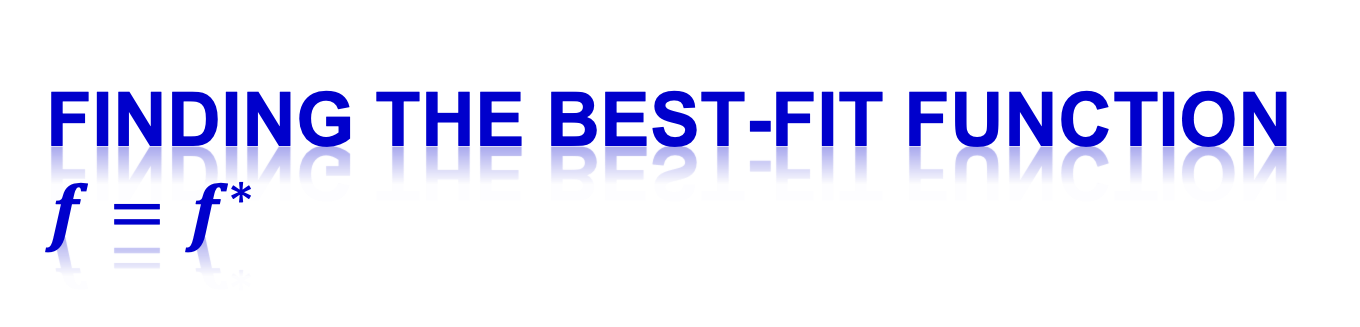 FINDING THE BEST-FIT FUNCTION
f = f*